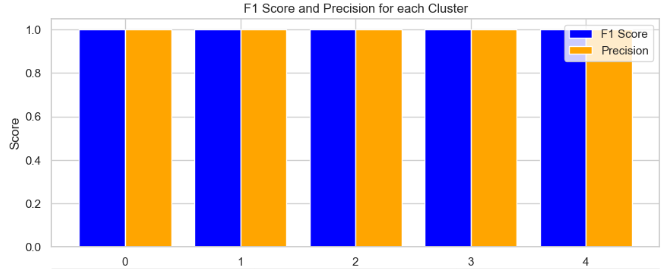 F1 Score and Precision for each Cluster
F1 Score
Precision
Score
1.0
0.8
0.6
0.4
0.2
0.0
0 1 2 3 4